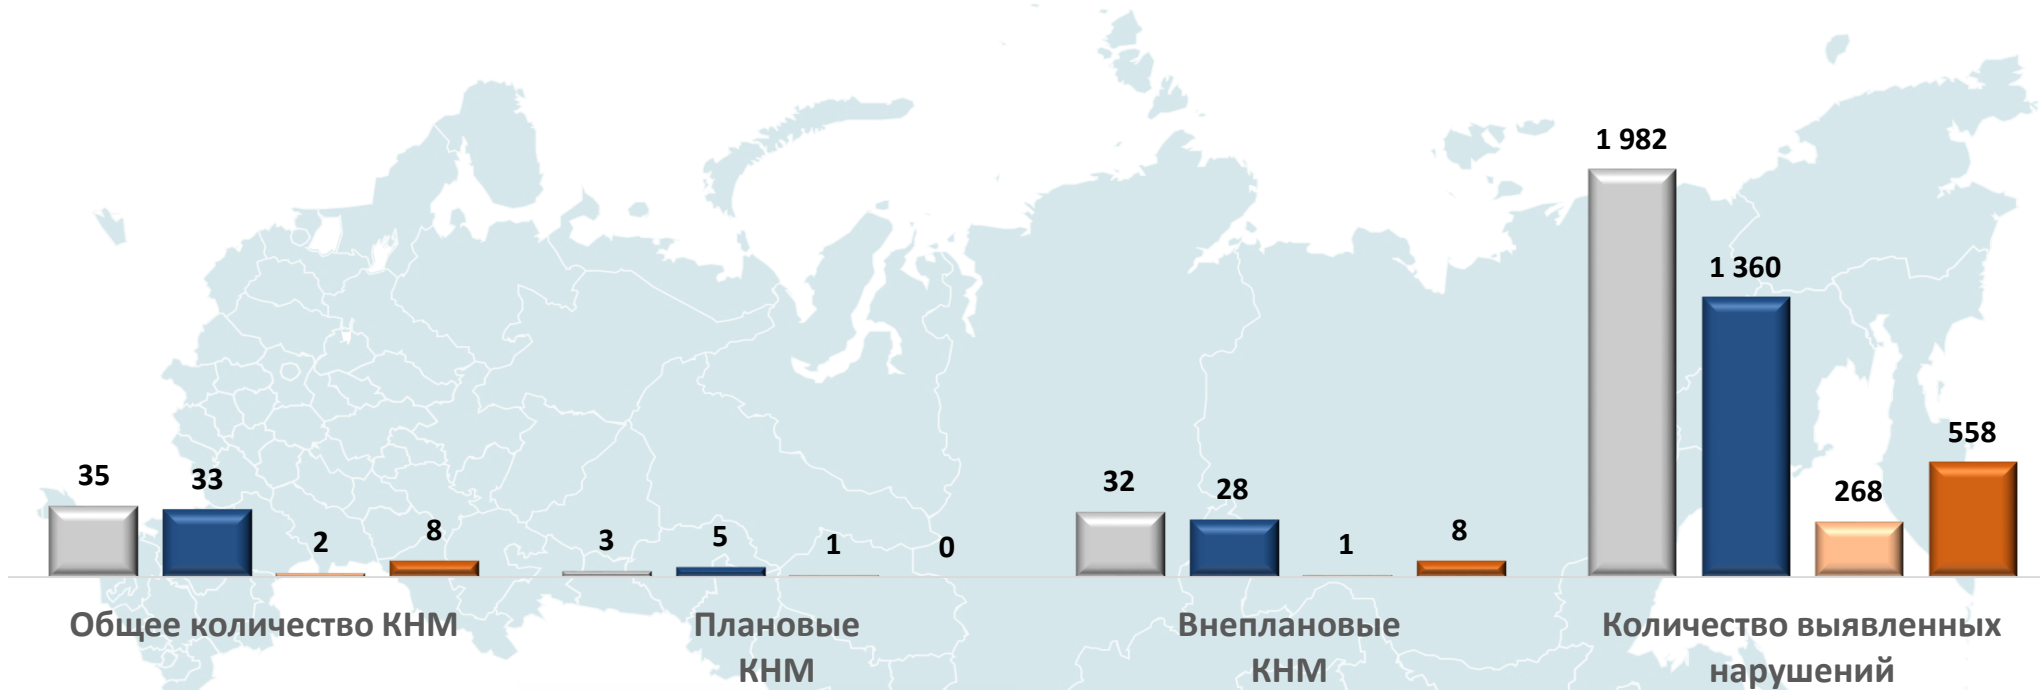 1 982
1 360
558
268
35
33
2
8
3
5
1
0
32
28
1
8
Общее количество КНМ
Плановые
КНМ
Внеплановые
КНМ
Количество выявленных
нарушений